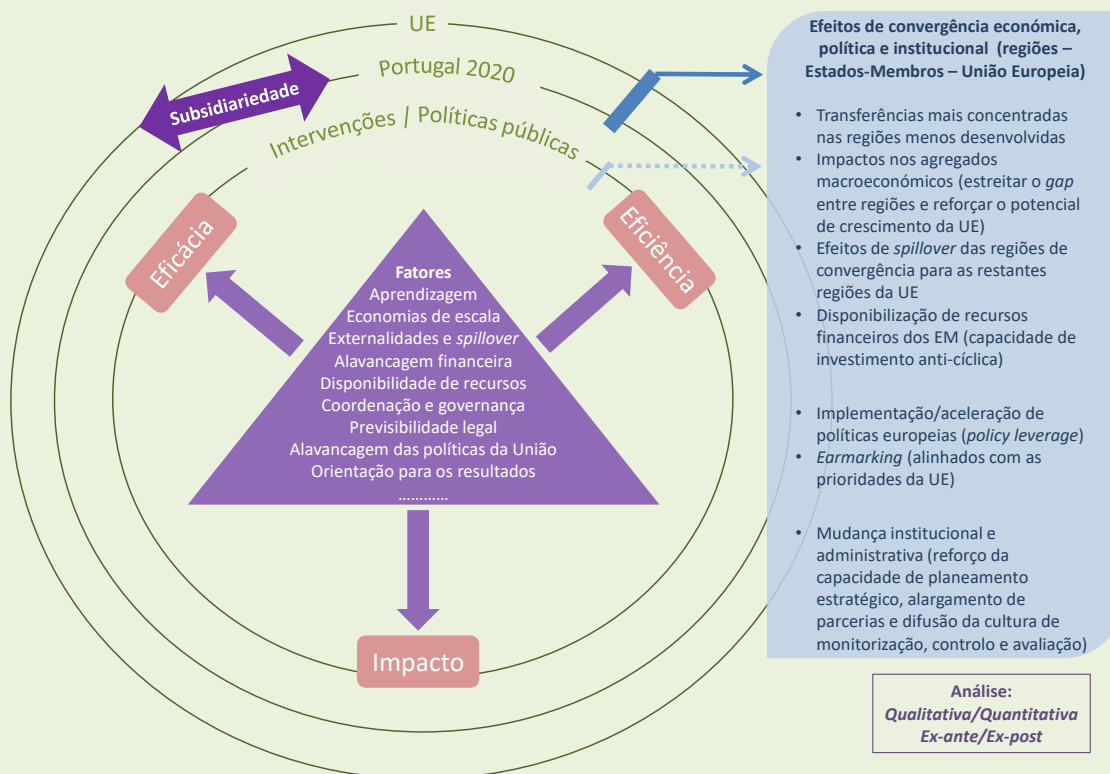 UE
Portugal 2020
Intervenções | Políticas públicas
Subsidiariedade
Eficácia
Eficiência
Fatores
Aprendizagem
Economias de escala
Externalidades e spillover
Alavancagem financeira
Disponibilidade de recursos
Coordenação e governança
Previsibilidade legal
Alavancagem das políticas da União
Orientação para os resultados
............
Impacto
Efeitos de convergência económica,
política e institucional (regiões –
Estados-Membros – União Europeia)
• Transferências mais concentradas
nas regiões menos desenvolvidas
• Impactos nos agregados
macroeconómicos (estreitar o gap
entre regiões e reforçar o potencial
de crescimento da UE)
• Efeitos de spillover das regiões de
convergência para as restantes
regiões da UE
• Disponibilização de recursos
financeiros dos EM (capacidade de
investimento anti-cíclica)
• Implementação/aceleração de
políticas europeias (policy leverage)
• Earmarking (alinhados com as
prioridades da UE)
• Mudança institucional e
administrativa (reforço da
capacidade de planeamento
estratégico, alargamento de
parcerias e difusão da cultura de
monitorização, controlo e avaliação)
Análise:
Qualitativa/Quantitativa
Ex-ante/Ex-post